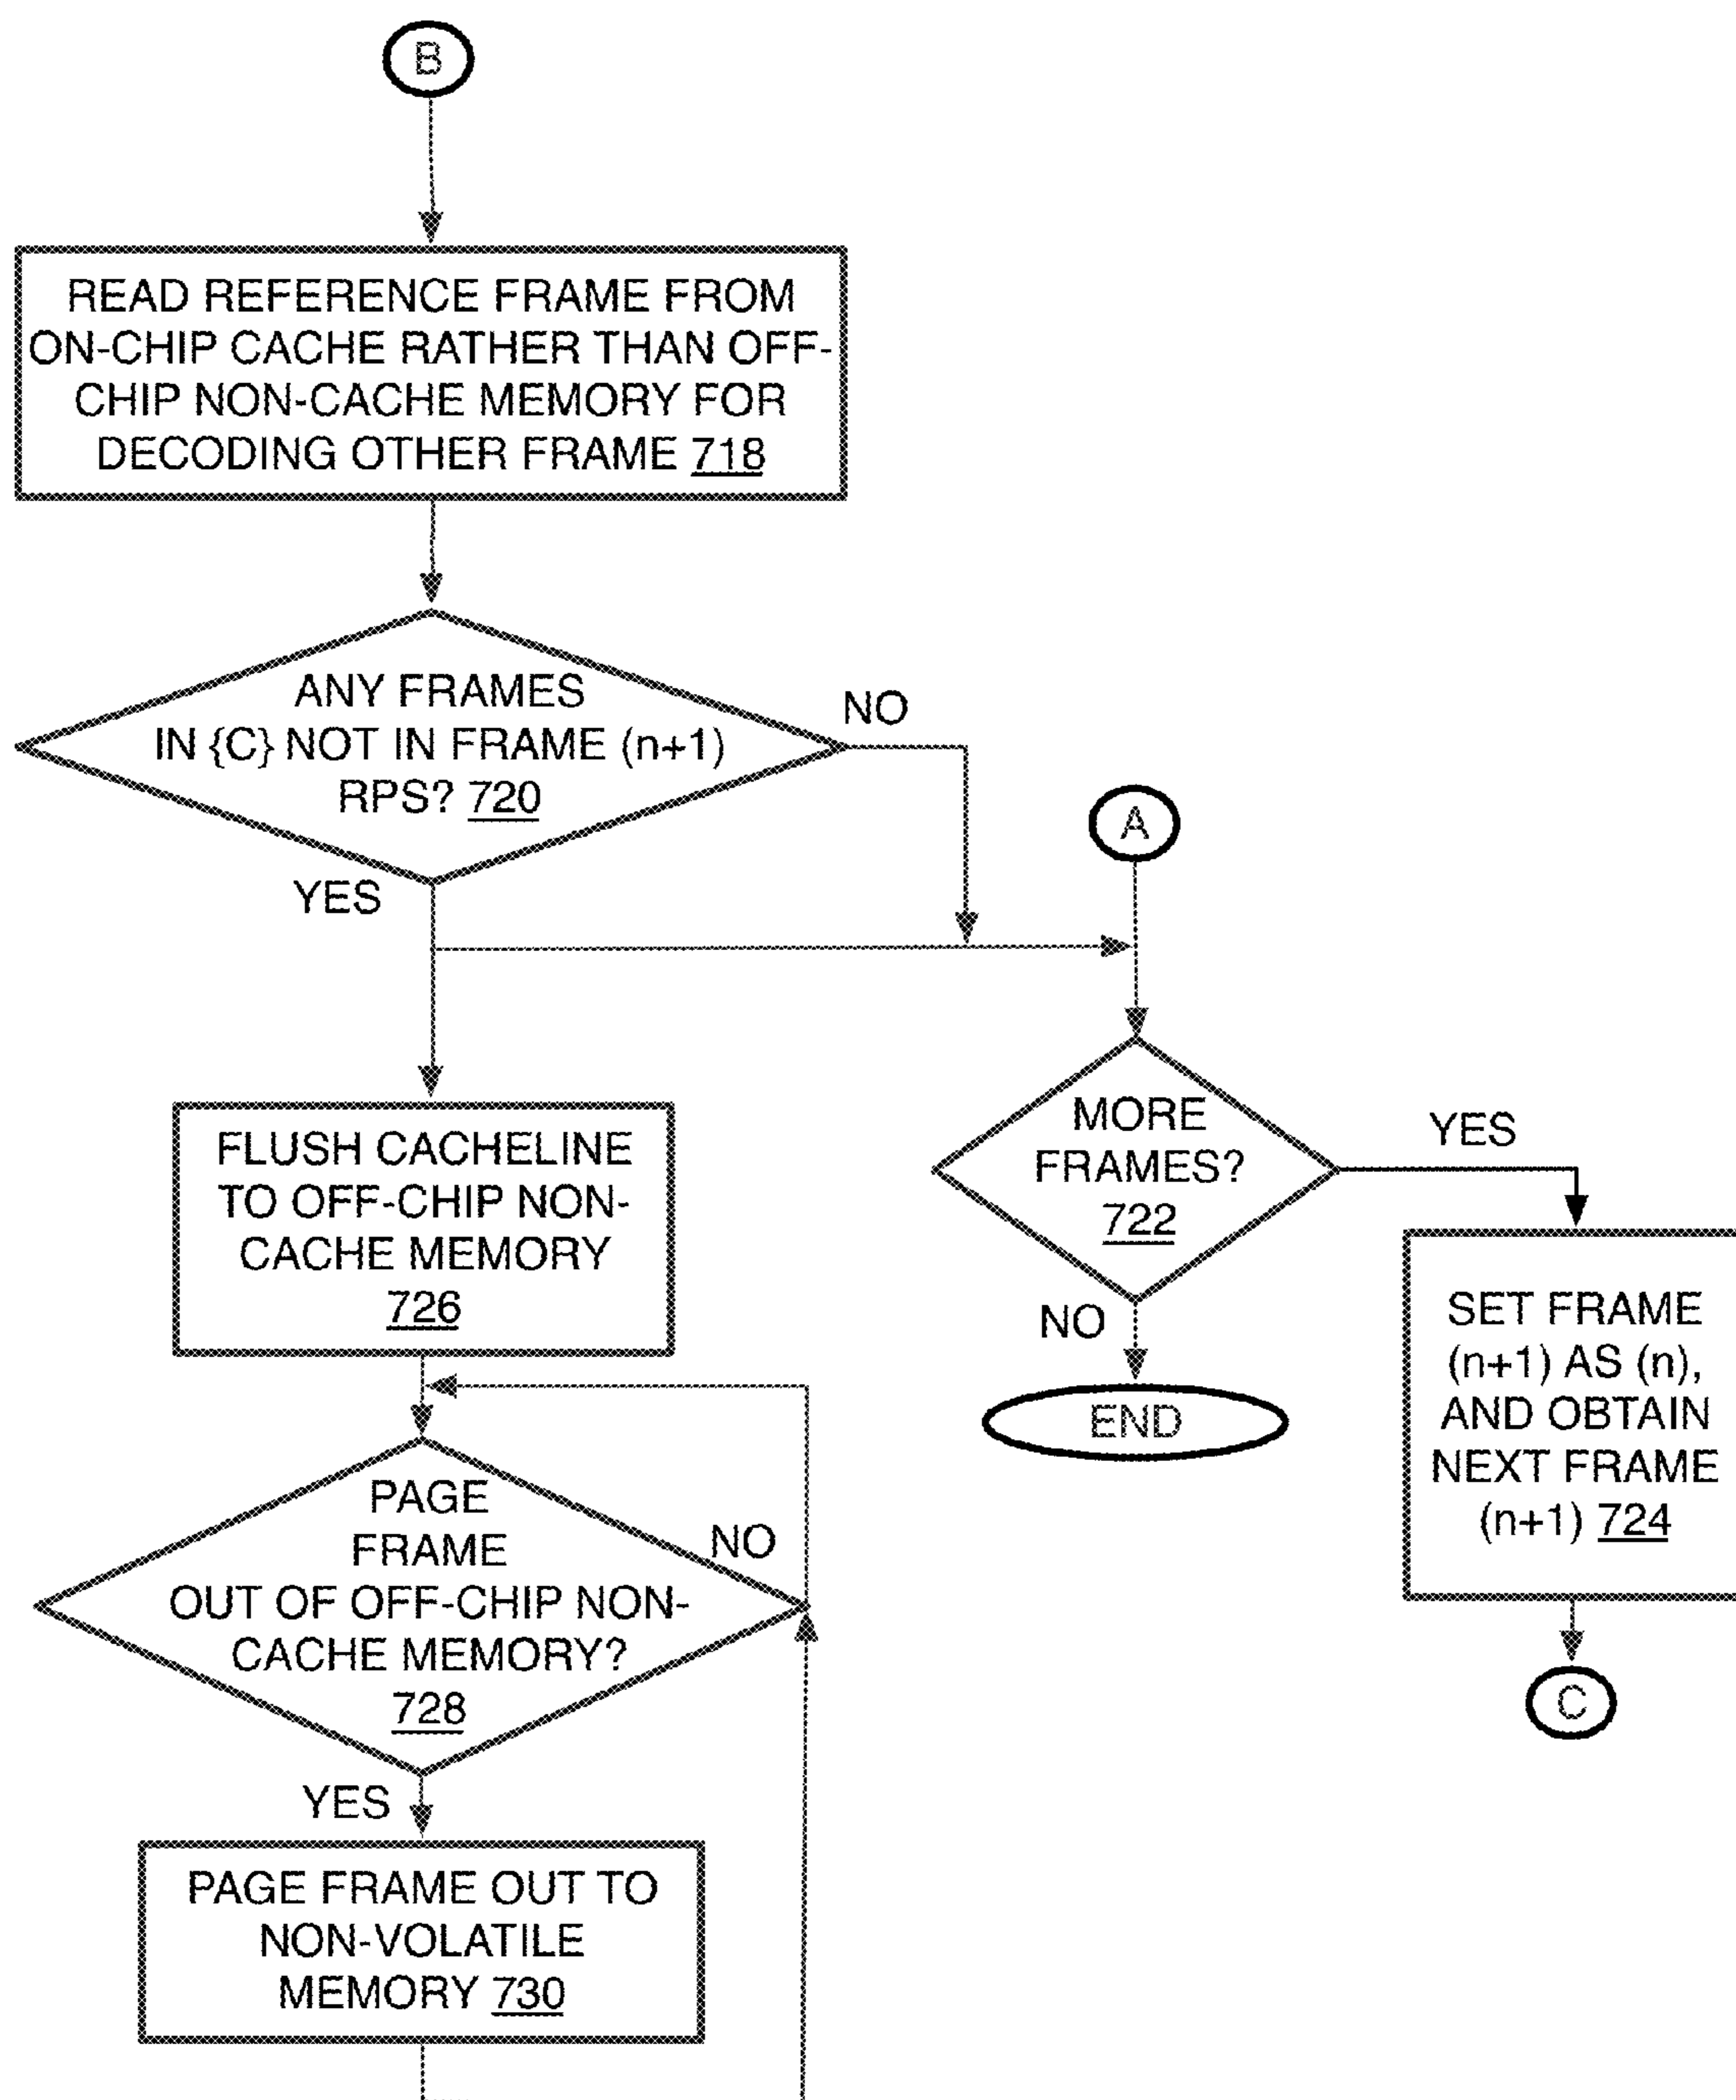 B
READ REFERENCE FRAME FROM
ON-CHIP CACHE RATHER THAN OFF-
CHIP NON-CACHE MEMORY FOR
DECODING OTHER FRAME 718
ANY FRAMES
IN {C} NOT IN FRAME (n+1)
RPS? 720
NO
YES
A
MORE
FRAMES?
722
YES
NO
END
SET FRAME
(n+1) AS (n),
AND OBTAIN
NEXT FRAME
(n+1) 724
C
FLUSH CACHELINE
TO OFF-CHIP NON-
CACHE MEMORY
726
PAGE
FRAME
OUT OF OFF-CHIP NON-
CACHE MEMORY?
728
NO
YES
PAGE FRAME OUT TO
NON-VOLATILE
MEMORY 730